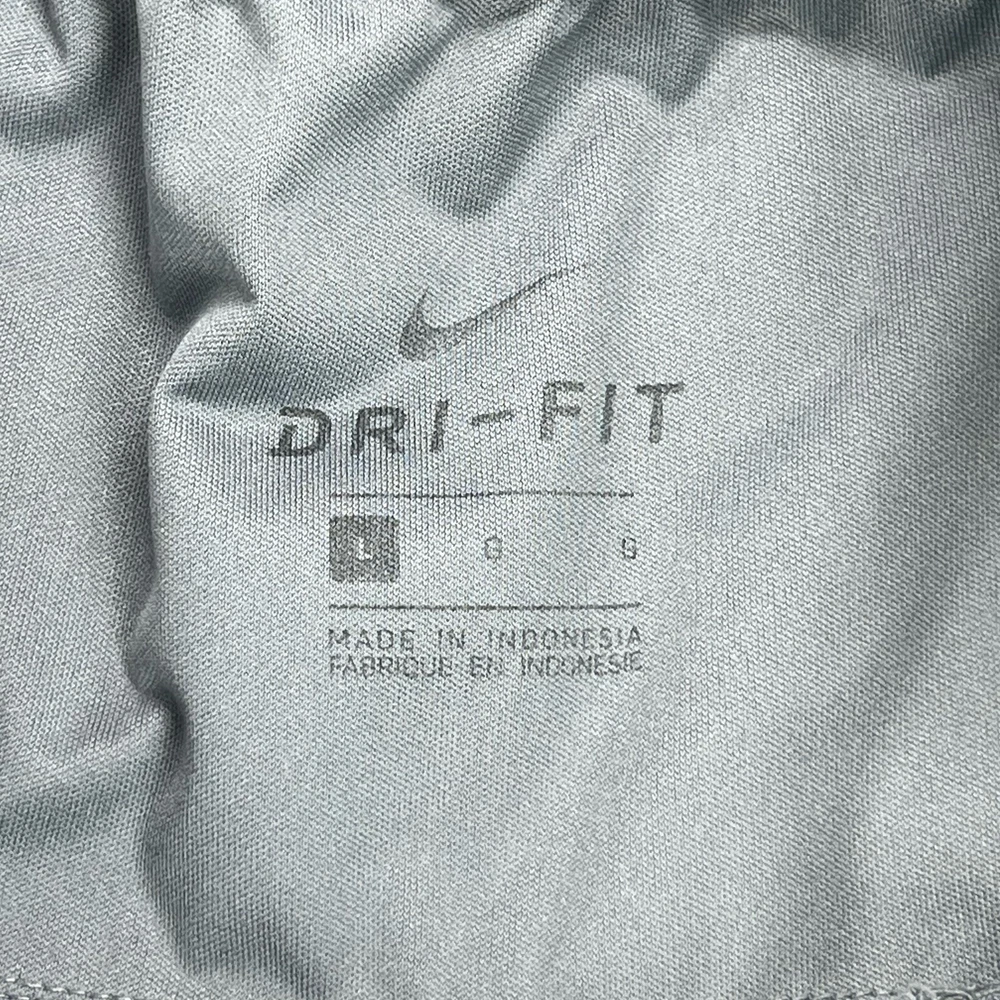 DRI-FIT
L G G
MADE IN INDONESIA
FABRIQUE EN INDONESIE